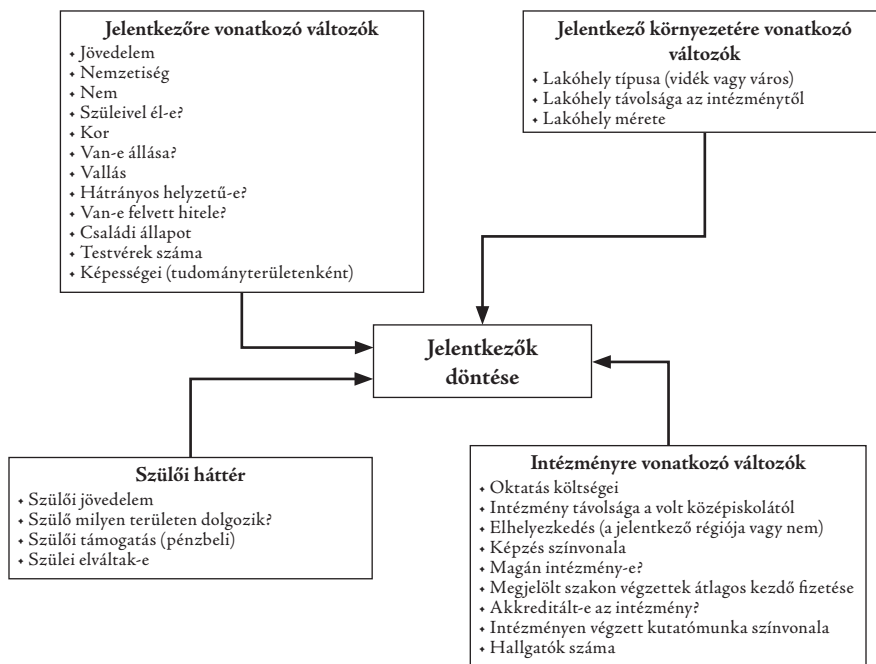 Jelentkezőre vonatkozó változók
✦ Jövedelem
✦ Nemzetiség
✦ Nem
✦ Szüleivel él-e?
✦ Kor
✦ Van-e állása?
✦ Vallás
✦ Hátrányos helyzetű-e?
✦ Van-e felvett hitele?
✦ Családi állapot
✦ Testvérek száma
✦ Képességei (tudományterületenként)
Jelentkező környezetére vonatkozó
változók
✦ Lakóhely típusa (vidék vagy város)
✦ Lakóhely távolsága az intézménytől
✦ Lakóhely mérete
Jelentkezők
döntése
Szülői háttér
✦ Szülői jövedelem
✦ Szülő milyen területen dolgozik?
✦ Szülői támogatás (pénzbeli)
✦ Szülei elváltak-e
Intézményre vonatkozó változók
✦ Oktatás költségei
✦ Intézmény távolsága a volt középiskolától
✦ Elhelyezkedés (a jelentkező régiója vagy nem)
✦ Képzés színvonala
✦ Magán intézmény-e?
✦ Megjelölt szakon végzettek átlagos kezdő fizetése
✦ Akkreditált-e az intézmény?
✦ Intézményen végzett kutatómunka színvonala
✦ Hallgatók száma